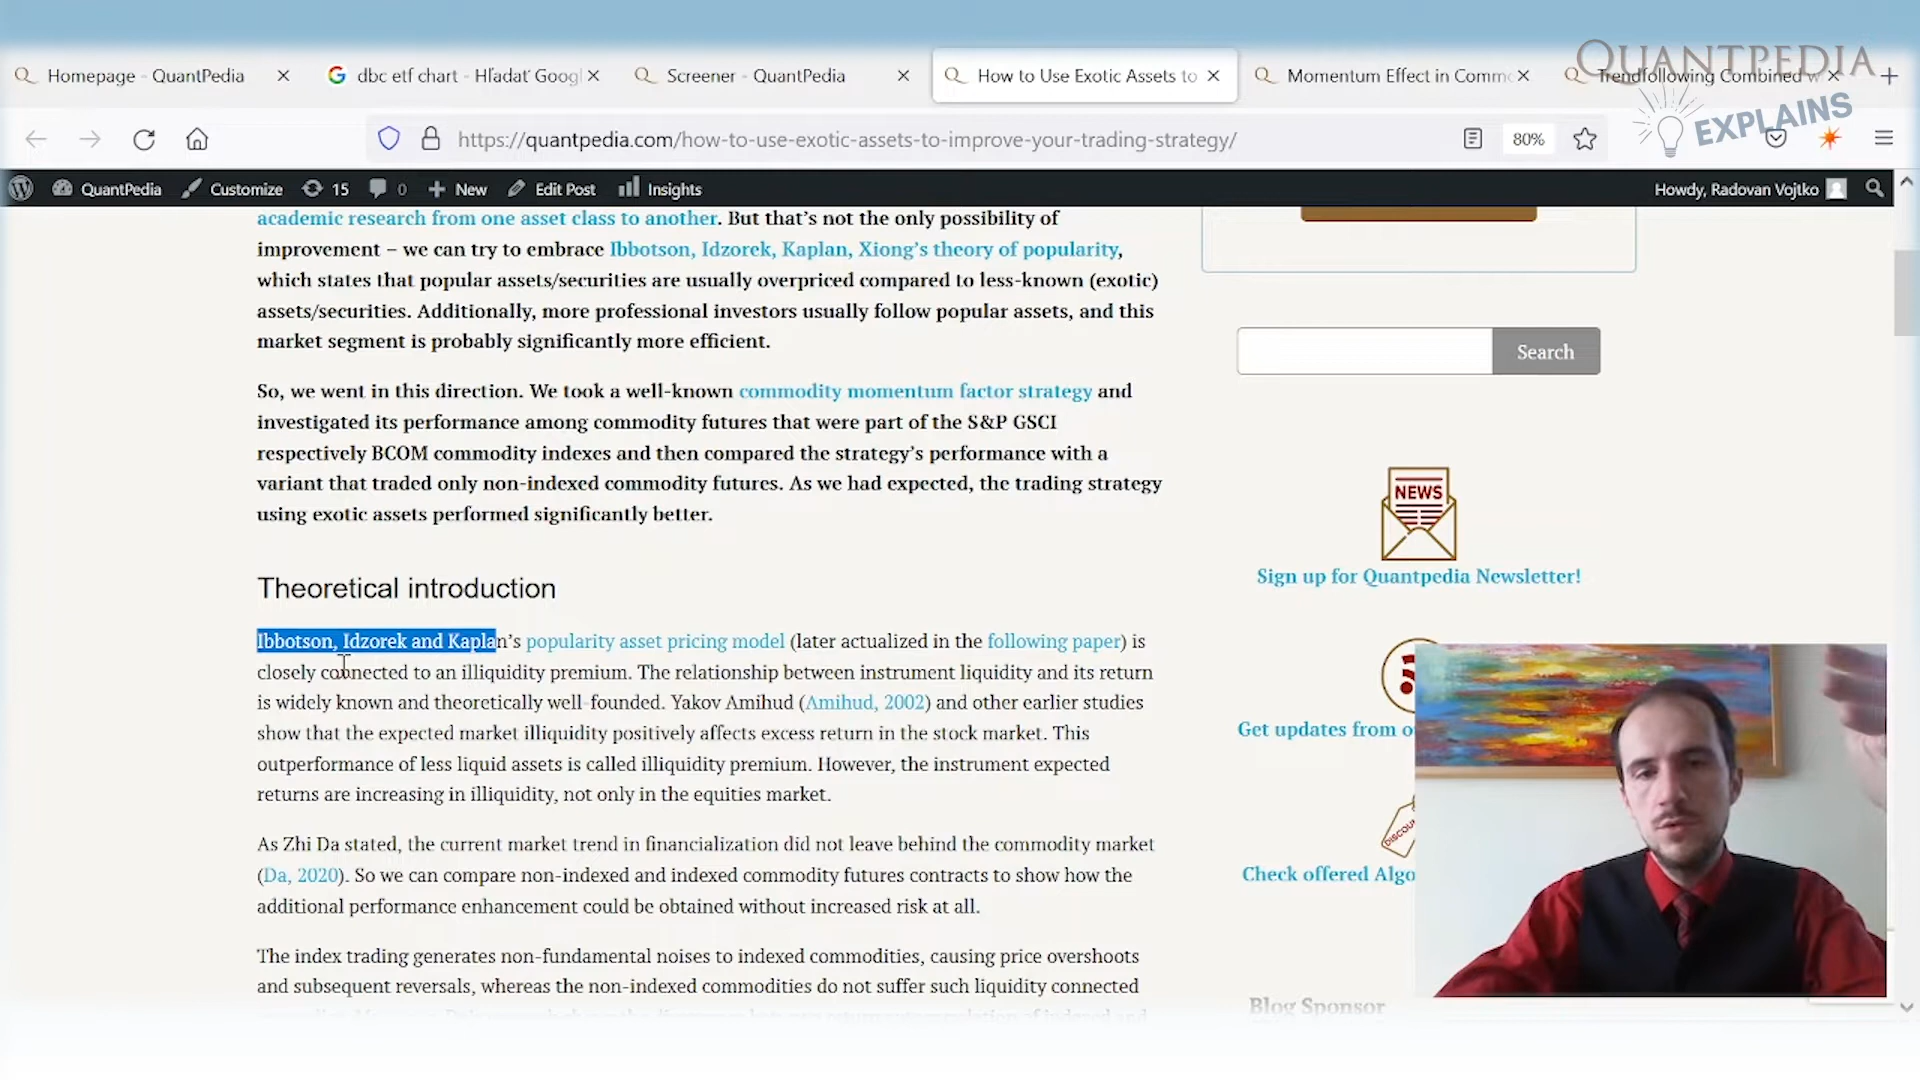 QUANTPEDIA
EXPLAINS
Homepage - QuantPedia
dbc etf chart - Hľadať Googl
Screener - QuantPedia
How to Use Exotic Assets to
Momentum Effect in Commo
Trendfollowing Combined w
https://quantpedia.com/how-to-use-exotic-assets-to-improve-your-trading-strategy/
80%
QuantPedia Customize 15 0 New Edit Post Insights
Howdy, Radovan Vojtko
academic research from one asset class to another. But that's not the only possibility of
improvement – we can try to embrace Ibbotson, Idzorek, Kaplan, Xiong's theory of popularity,
which states that popular assets/securities are usually overpriced compared to less-known (exotic)
assets/securities. Additionally, more professional investors usually follow popular assets, and this
market segment is probably significantly more efficient.
So, we went in this direction. We took a well-known commodity momentum factor strategy and
investigated its performance among commodity futures that were part of the S&P GSCI
respectively BCOM commodity indexes and then compared the strategy's performance with a
variant that traded only non-indexed commodity futures. As we had expected, the trading strategy
using exotic assets performed significantly better.
Theoretical introduction
Ibbotson, Idzorek and Kaplan's popularity asset pricing model (later actualized in the following paper) is
closely connected to an illiquidity premium. The relationship between instrument liquidity and its return
is widely known and theoretically well-founded. Yakov Amihud (Amihud, 2002) and other earlier studies
show that the expected market illiquidity positively affects excess return in the stock market. This
outperformance of less liquid assets is called illiquidity premium. However, the instrument expected
returns are increasing in illiquidity, not only in the equities market.
As Zhi Da stated, the current market trend in financialization did not leave behind the commodity market
(Da, 2020). So we can compare non-indexed and indexed commodity futures contracts to show how the
additional performance enhancement could be obtained without increased risk at all.
The index trading generates non-fundamental noises to indexed commodities, causing price overshoots
and subsequent reversals, whereas the non-indexed commodities do not suffer such liquidity connected
Search
NEWS
Sign up for Quantpedia Newsletter!
Get updates from o
DISCOU
Check offered Algo
Blog Sponsor